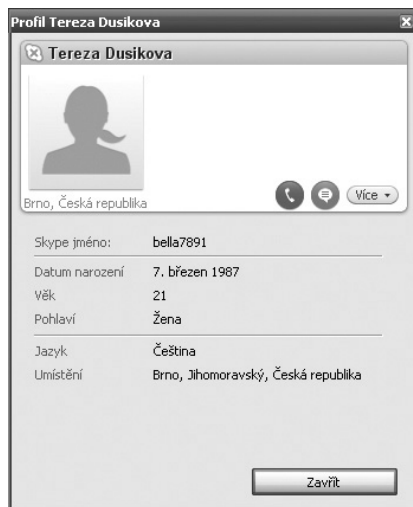 Profil Tereza Dusikova
Tereza Dusikova
Brno, Česká republika
Více
Skype jméno: bella7891
Datum narození 7. březen 1987
Věk 21
Pohlaví Žena
Jazyk Čeština
Umístění Brno, Jihomoravský, Česká republika
Zavřít